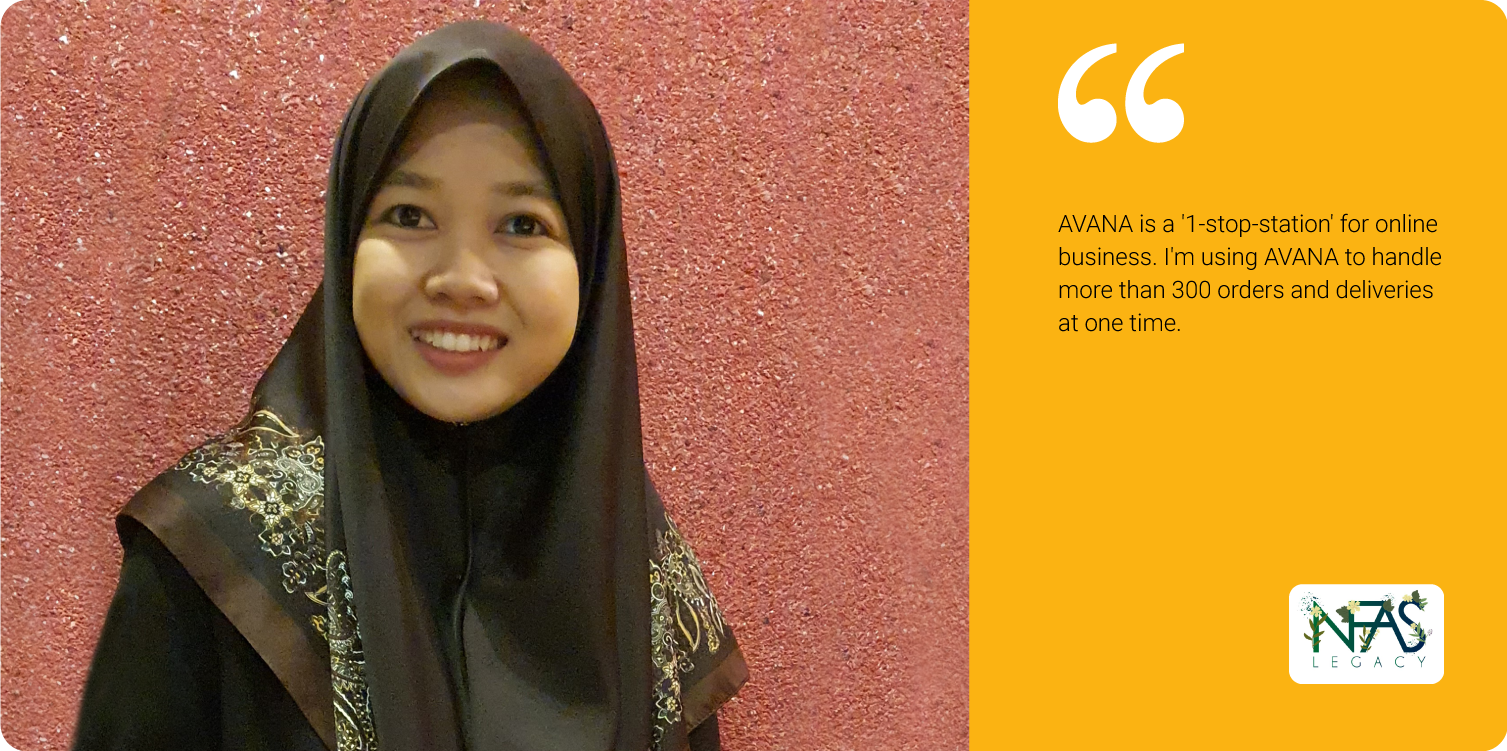 “
AVANA is a '1-stop-station' for online
business. I'm using AVANA to handle
more than 300 orders and deliveries
at one time.
NFAS
LEGACY